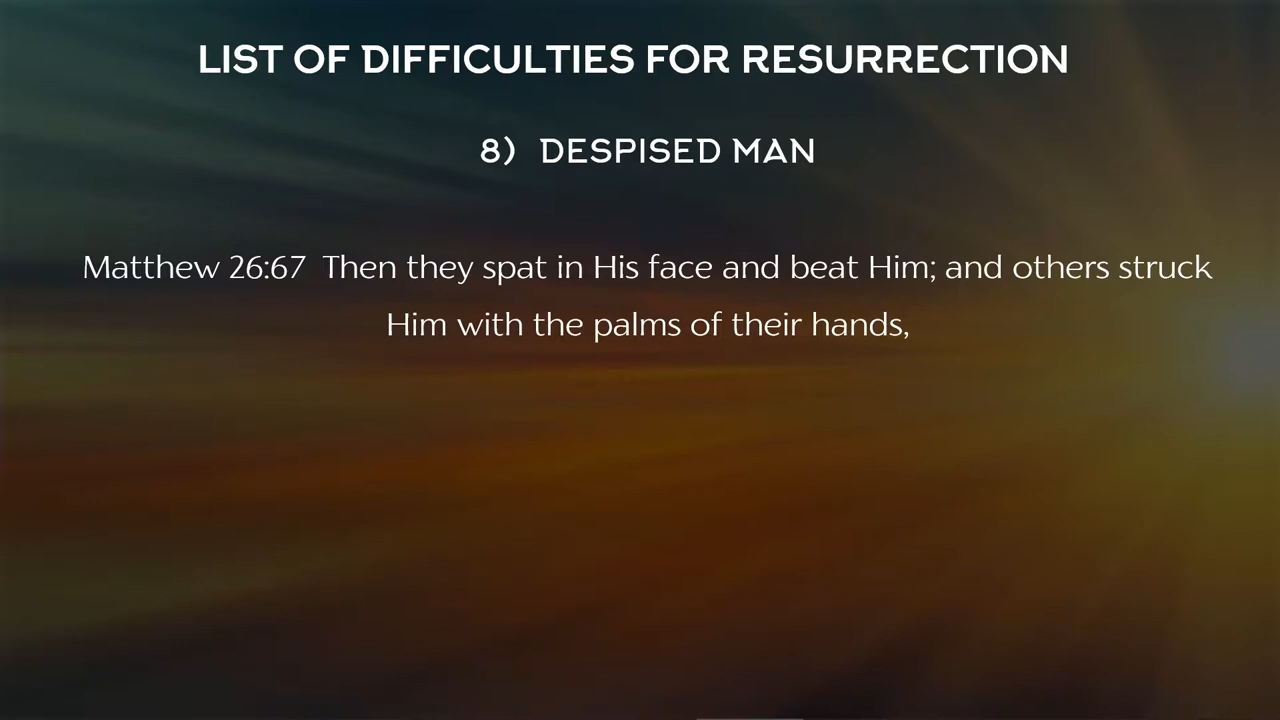 LIST OF DIFFICULTIES FOR RESURRECTION
8) DESPISED MAN
Matthew 26:67 Then they spat in His face and beat Him; and others struck
Him with the palms of their hands,